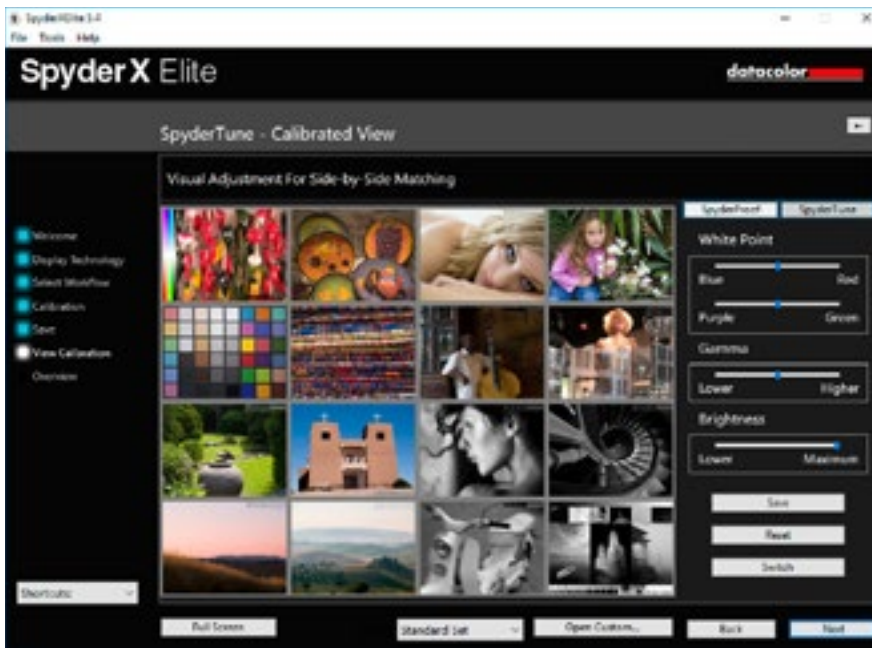 SpyderXElite 5.4
File Tools Help
SpyderX Elite
datacolor
SpyderTune - Calibrated View
Visual Adjustment For Side-by-Side Matching
SpyderProof SpyderTune
Welcome
Display Technology
Select Workflow
Calibration
Save
View Calibration
Overview
White Point
Blue Red
Purple Green
Gamma
Lower Higher
Brightness
Lower Maximum
Save
Reset
Switch
Shortcuts:
Full Screen
Standard Set
Open Custom...
Back
Next